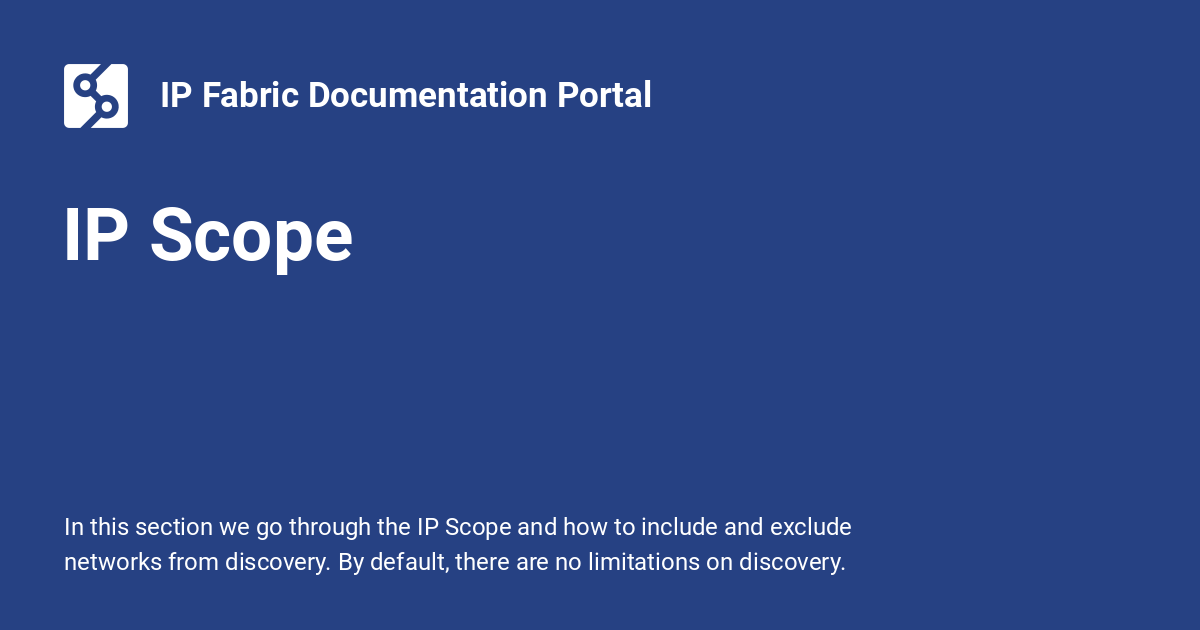 IP Fabric Documentation Portal
IP Scope
In this section we go through the IP Scope and how to include and exclude
networks from discovery. By default, there are no limitations on discovery.